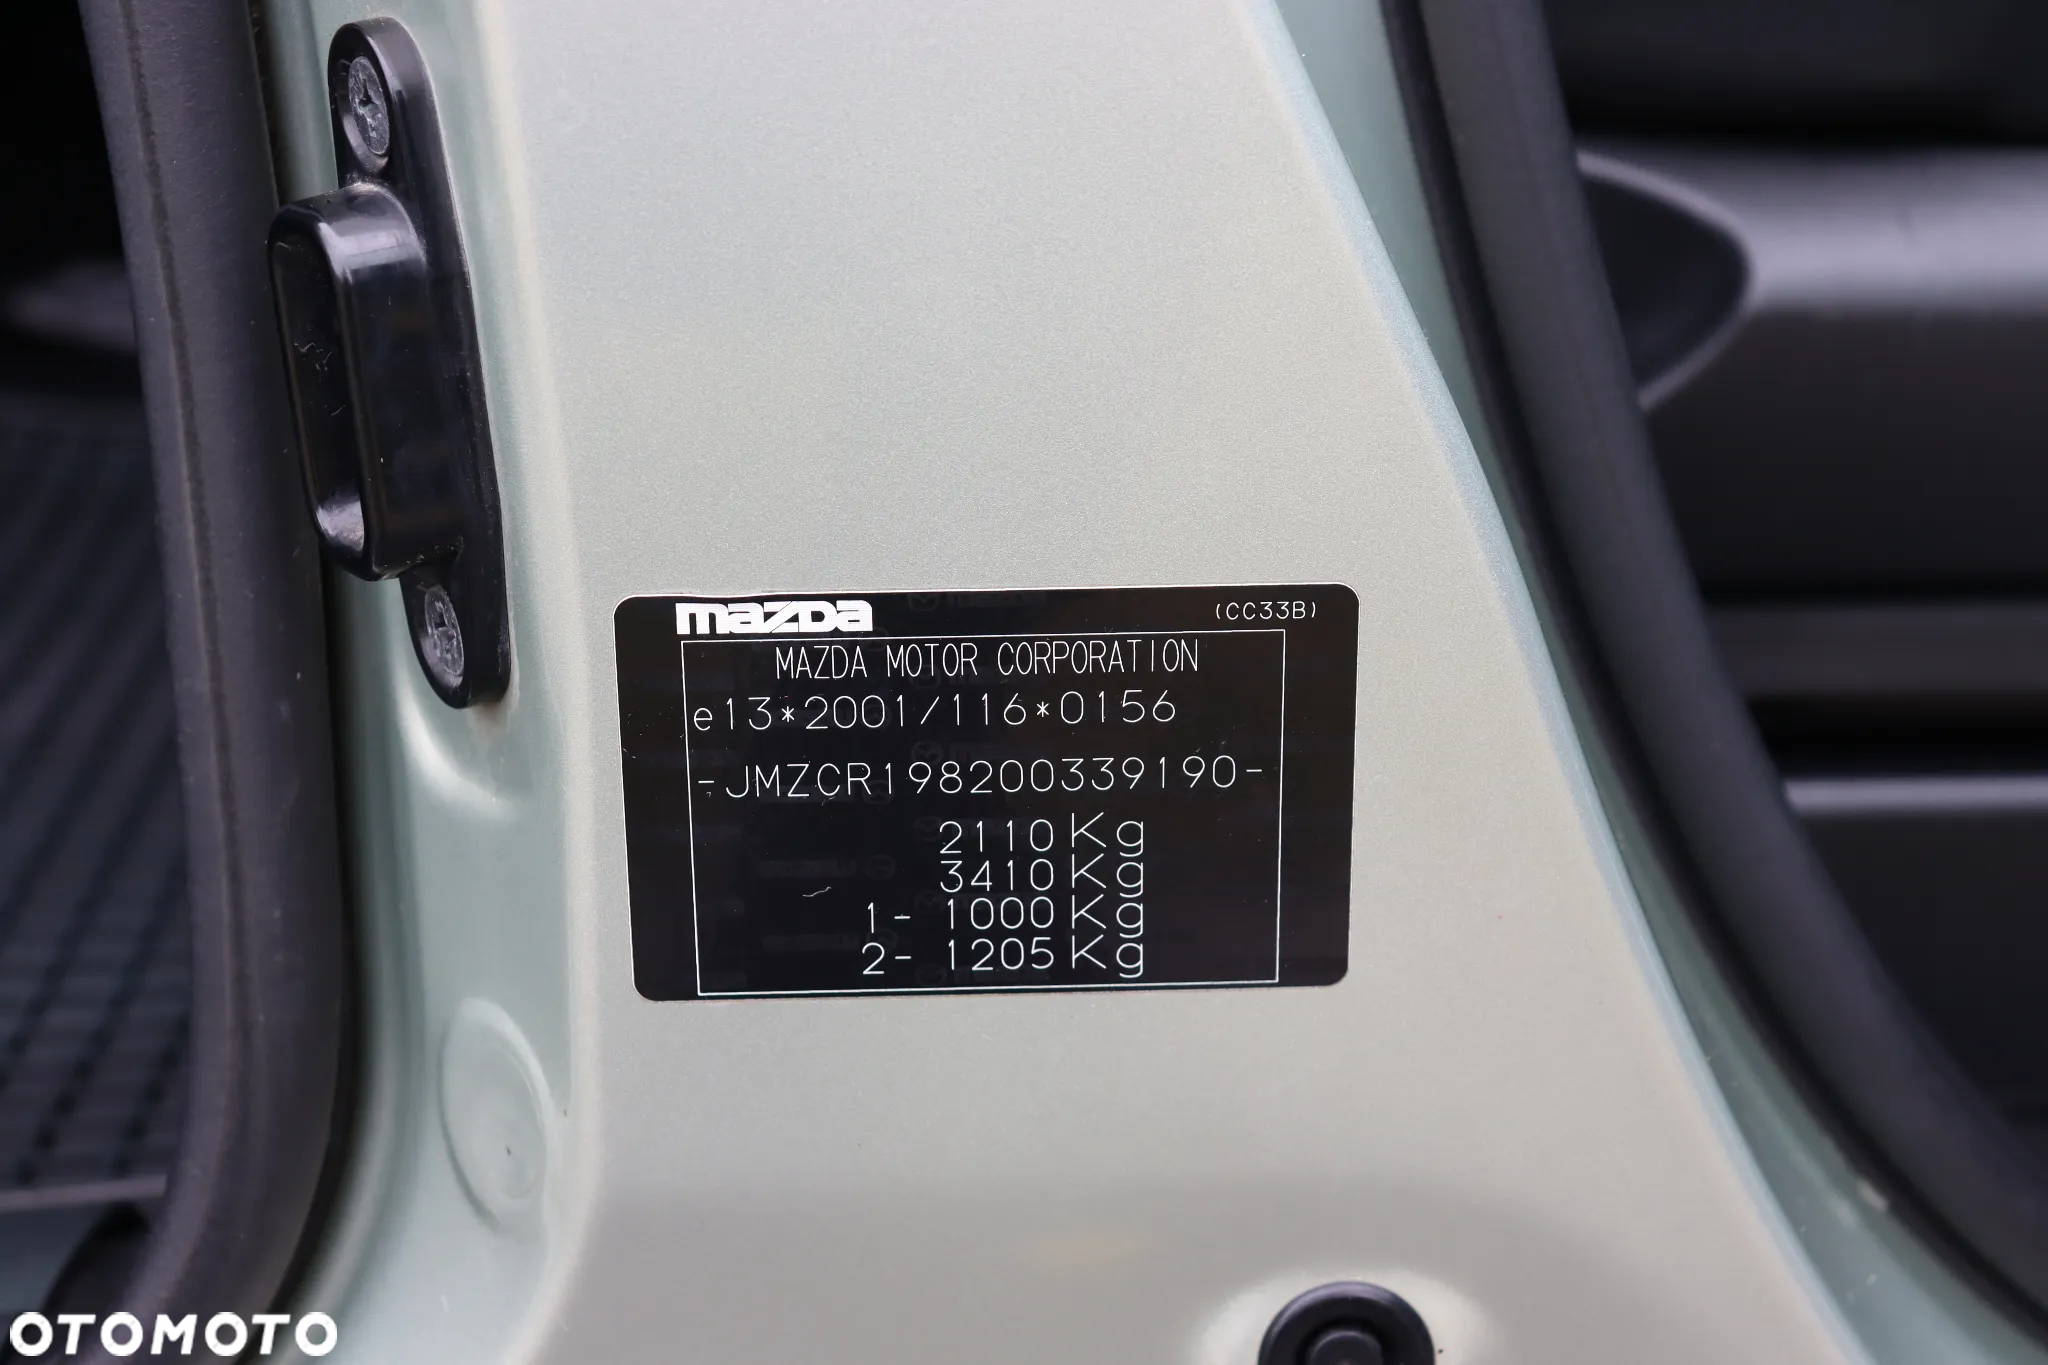 mazda (CC33B)
MAZDA MOTOR CORPORATION
e13*2001/116*0156
-JMZCR198200339190-
2110Kg
3410Kg
1- 1000Kg
2- 1205Kg
OTOMOTO